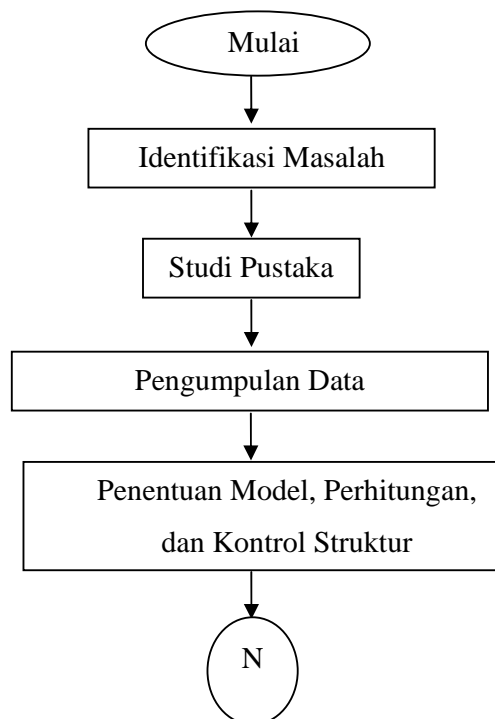 Mulai
Identifikasi Masalah
Studi Pustaka
Pengumpulan Data
Penentuan Model, Perhitungan,
dan Kontrol Struktur
N